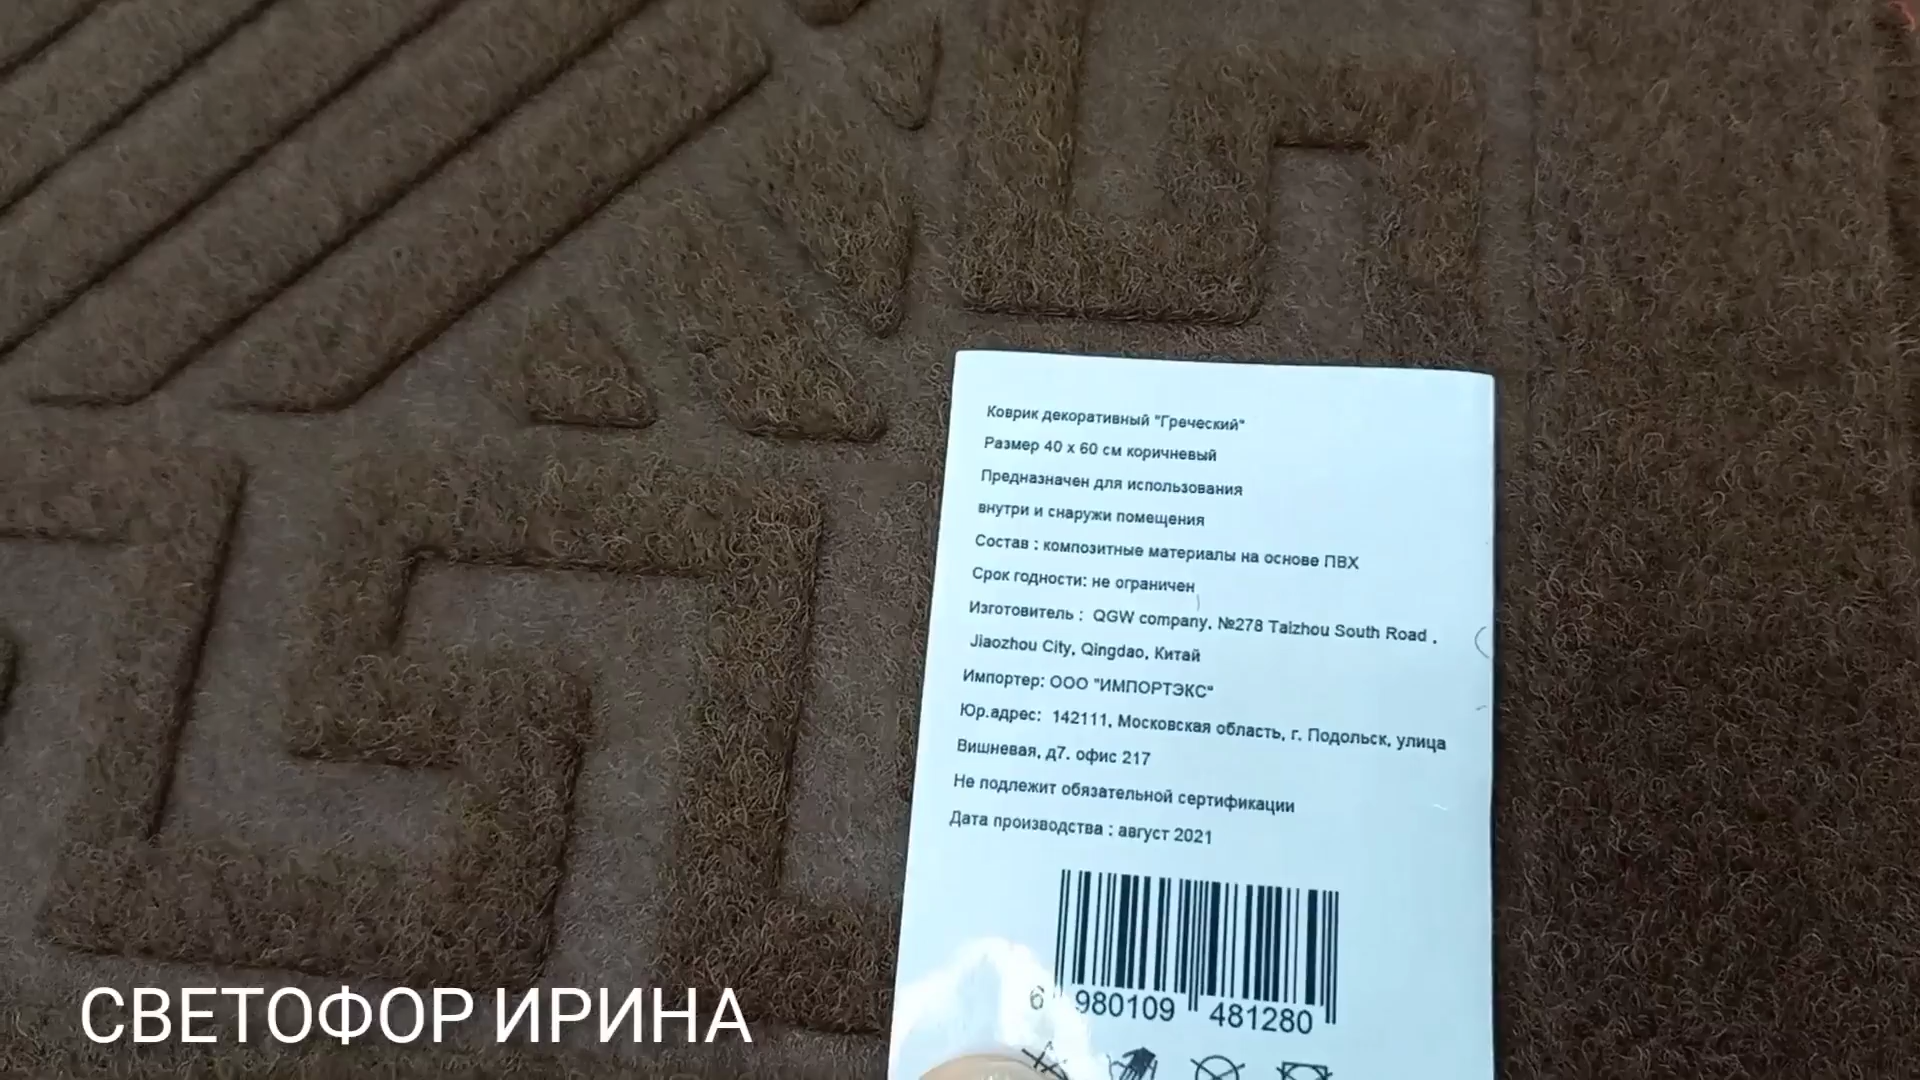 Коврик декоративный "Греческий"
Размер 40 х 60 см коричневый
Предназначен для использования
внутри и снаружи помещения
Состав : композитные материалы на основе ПВХ
Срок годности: не ограничен
Изготовитель : QGW company, №278 Taizhou South Road .
Jiaozhou City, Qingdao, Китай
Импортер: ООО "ИМПОРТЭКС"
Юр.адрес: 142111, Московская область, г. Подольск, улица
Вишневая, д7. офис 217
Не подлежит обязательной сертификации
Дата производства : август 2021
6 980109 481280
СВЕТОФОР ИРИНА